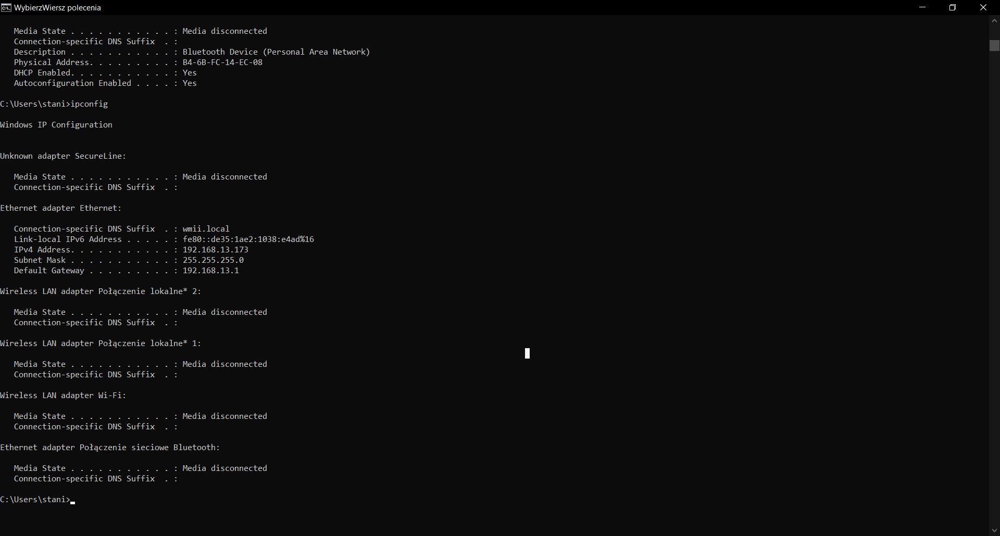 WybierzWiersz polecenia
Media State . . . . . . . . . . . : Media disconnected
Connection-specific DNS Suffix  . :
Description . . . . . . . . . . . : Bluetooth Device (Personal Area Network)
Physical Address. . . . . . . . . : B4-6B-FC-14-EC-08
DHCP Enabled. . . . . . . . . . . : Yes
Autoconfiguration Enabled . . . . : Yes
C:\Users\stani>ipconfig
Windows IP Configuration
Unknown adapter SecureLine:
Media State . . . . . . . . . . . : Media disconnected
Connection-specific DNS Suffix  . :
Ethernet adapter Ethernet:
Connection-specific DNS Suffix  . : wmii.local
Link-local IPv6 Address . . . . . : fe80::de35:1ae2:1038:e4ad%16
IPv4 Address. . . . . . . . . . . : 192.168.13.173
Subnet Mask . . . . . . . . . . . : 255.255.255.0
Default Gateway . . . . . . . . . : 192.168.13.1
Wireless LAN adapter Połączenie lokalne* 2:
Media State . . . . . . . . . . . : Media disconnected
Connection-specific DNS Suffix  . :
Wireless LAN adapter Połączenie lokalne* 1:
Media State . . . . . . . . . . . : Media disconnected
Connection-specific DNS Suffix  . :
Wireless LAN adapter Wi-Fi:
Media State . . . . . . . . . . . : Media disconnected
Connection-specific DNS Suffix  . :
Ethernet adapter Połączenie sieciowe Bluetooth:
Media State . . . . . . . . . . . : Media disconnected
Connection-specific DNS Suffix  . :
C:\Users\stani>